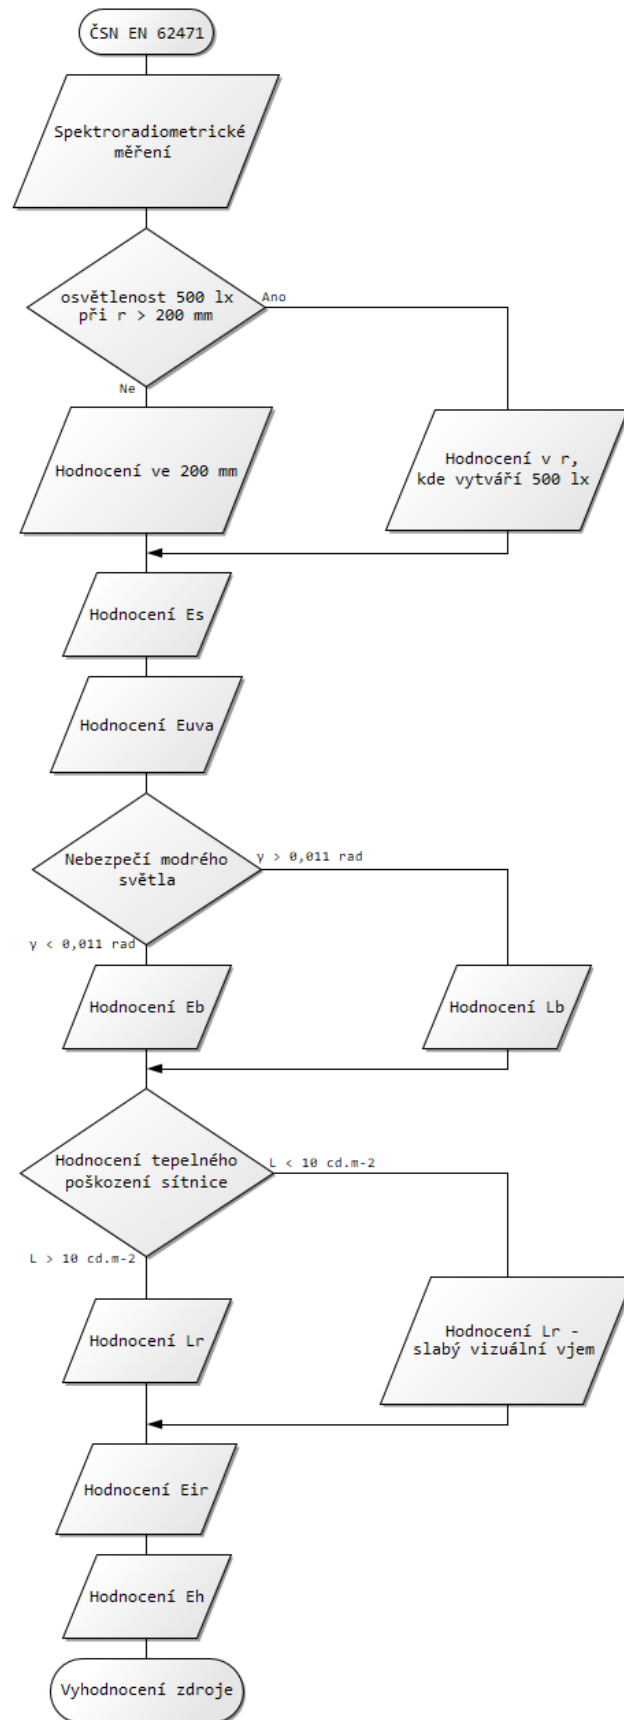 ČSN EN 62471
Spektroradiometrické
měření
osvětlenost 500 lx
při r > 200 mm
Ano
Ne
Hodnocení ve 200 mm
Hodnocení v r,
kde vytváří 500 lx
Hodnocení Es
Hodnocení Euva
Nebezpečí modrého
světla
γ > 0,011 rad
γ < 0,011 rad
Hodnocení Eb
Hodnocení Lb
Hodnocení tepelného
poškození sítnice
L < 10 cd.m-2
L > 10 cd.m-2
Hodnocení Lr
Hodnocení Lr -
slabý vizuální vjem
Hodnocení Eir
Hodnocení Eh
Vyhodnocení zdroje